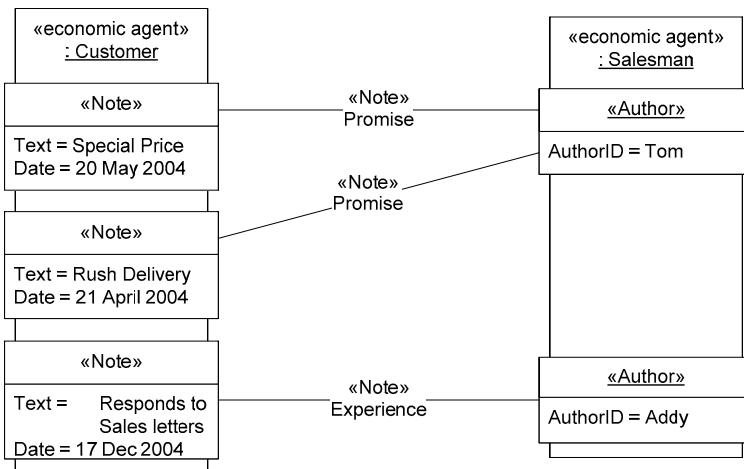 «economic agent»
: Customer
«Note»
Text = Special Price
Date = 20 May 2004
«Note»
Text = Rush Delivery
Date = 21 April 2004
«Note»
Text = Responds to
Sales letters
Date = 17 Dec 2004
«Note»
Promise
«Note»
Promise
«Note»
Experience
«economic agent»
: Salesman
«Author»
AuthorID = Tom
«Author»
AuthorID = Addy